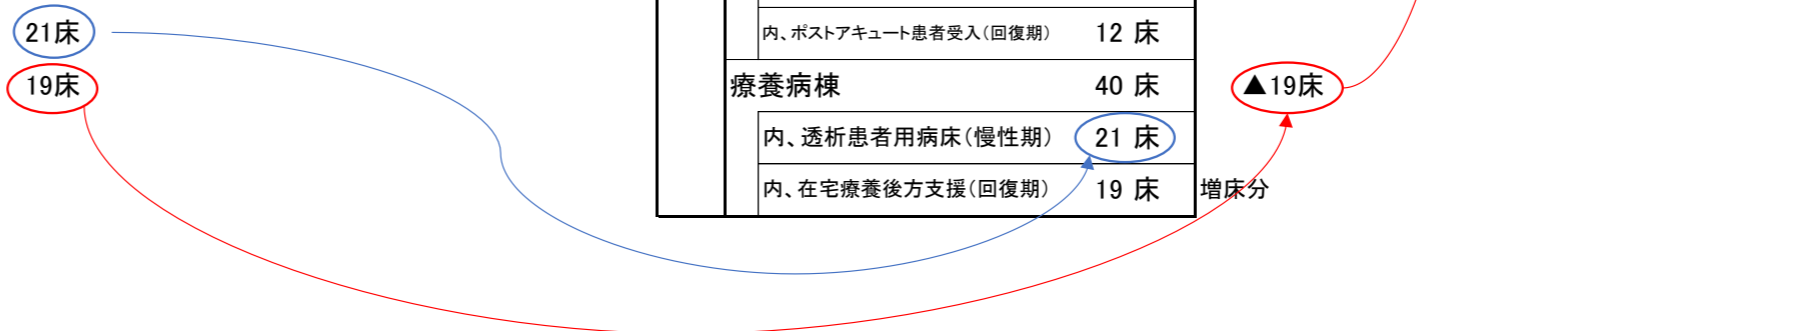 21床
内、ポストアキュート患者受入(回復期) 12 床
19床
療養病棟 40 床
▲19床
内、透析患者用病床(慢性期) 21 床
内、在宅療養後方支援(回復期) 19 床
増床分